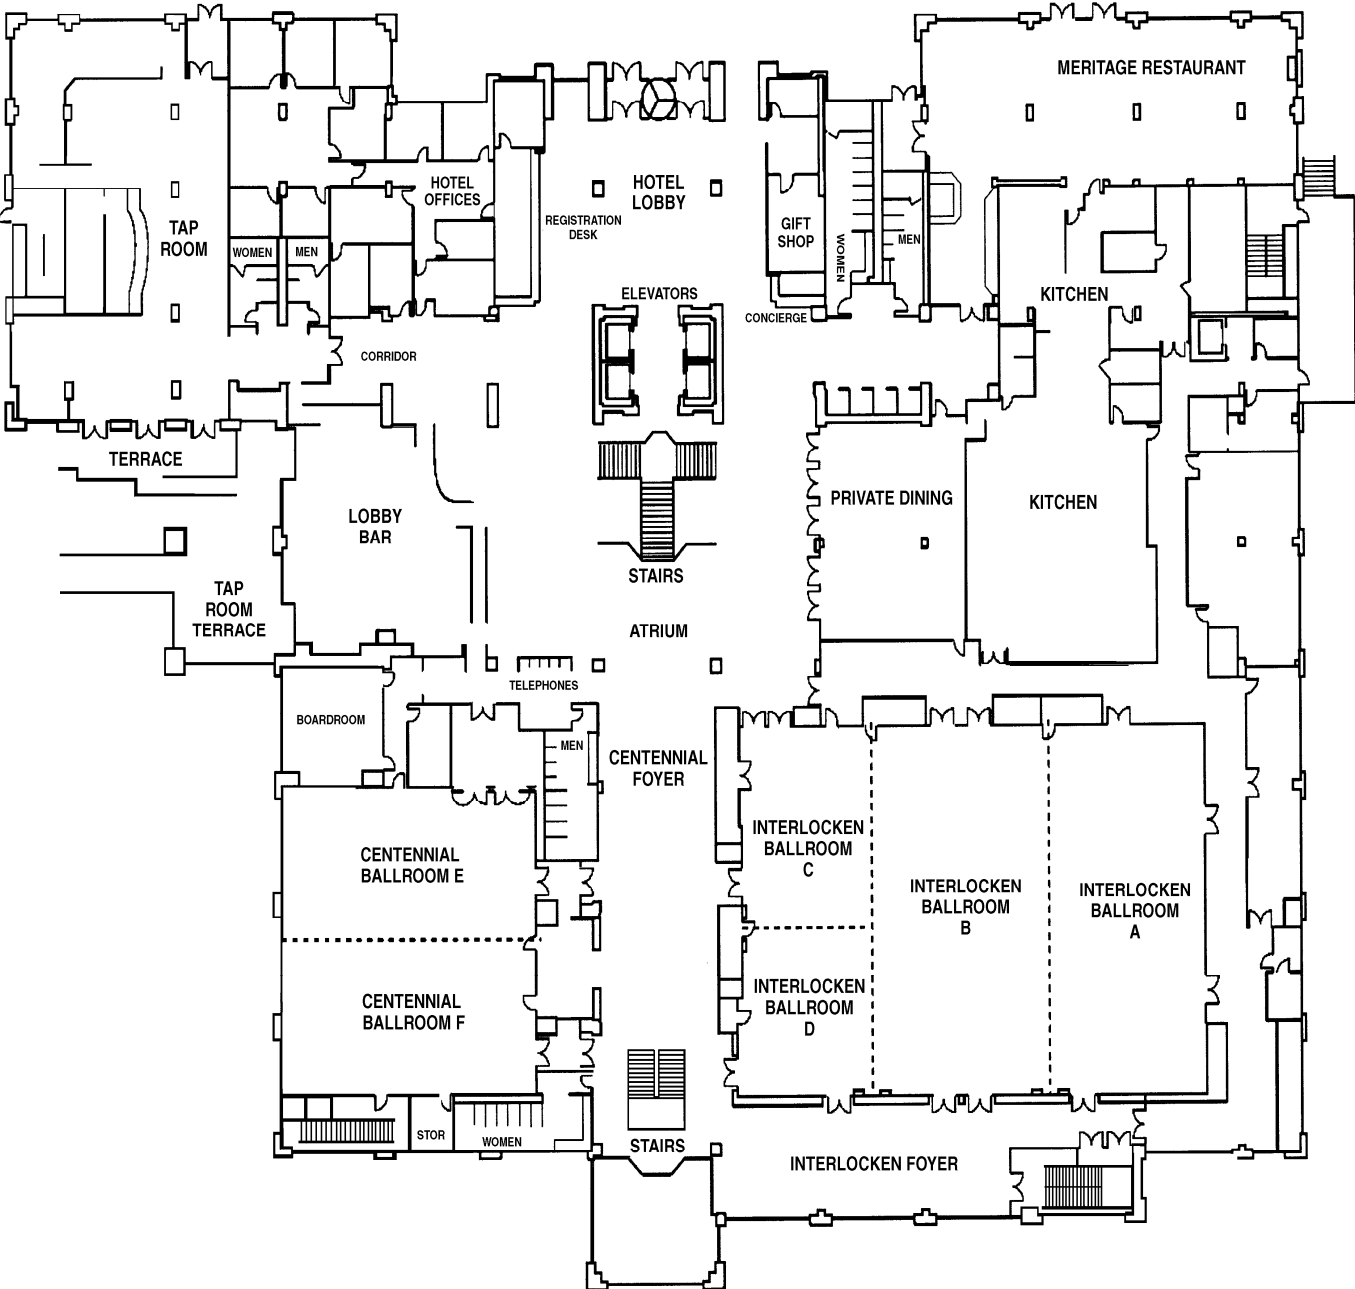 MERITAGE RESTAURANT
HOTEL
OFFICES
HOTEL
LOBBY
REGISTRATION
DESK
TAP
ROOM
GIFT
SHOP
WOMEN
MEN
WOMEN
MEN
ELEVATORS
KITCHEN
CONCIERGE
CORRIDOR
TERRACE
PRIVATE DINING
KITCHEN
LOBBY
BAR
STAIRS
TAP
ROOM
TERRACE
ATRIUM
TELEPHONES
BOARDROOM
MEN
CENTENNIAL
FOYER
INTERLOCKEN
BALLROOM
C
CENTENNIAL
BALLROOM E
INTERLOCKEN
BALLROOM
B
INTERLOCKEN
BALLROOM
A
INTERLOCKEN
BALLROOM
D
CENTENNIAL
BALLROOM F
STOR
WOMEN
STAIRS
INTERLOCKEN FOYER